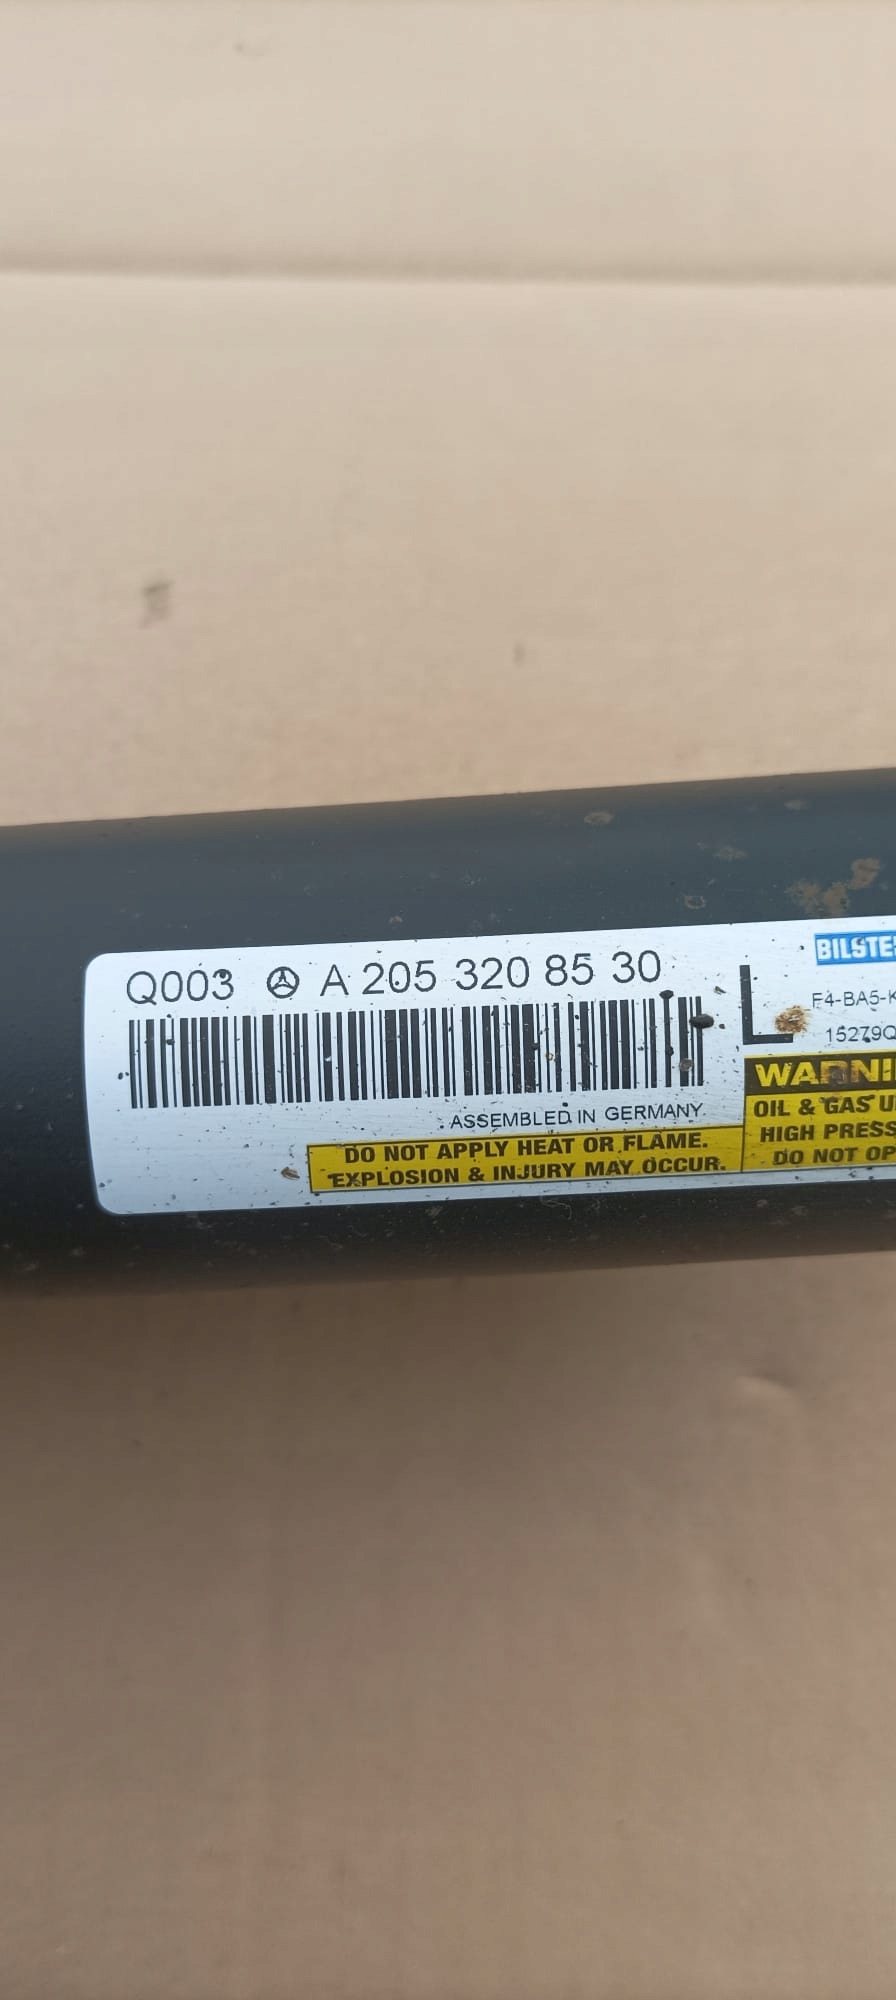 Q003 A 205 320 85 30
L
BILSTE
F4-BA5-K
15279Q
ASSEMBLED IN GERMANY
DO NOT APPLY HEAT OR FLAME.
EXPLOSION & INJURY MAY OCCUR.
WARNI
OIL & GAS U
HIGH PRESS
DO NOT OP